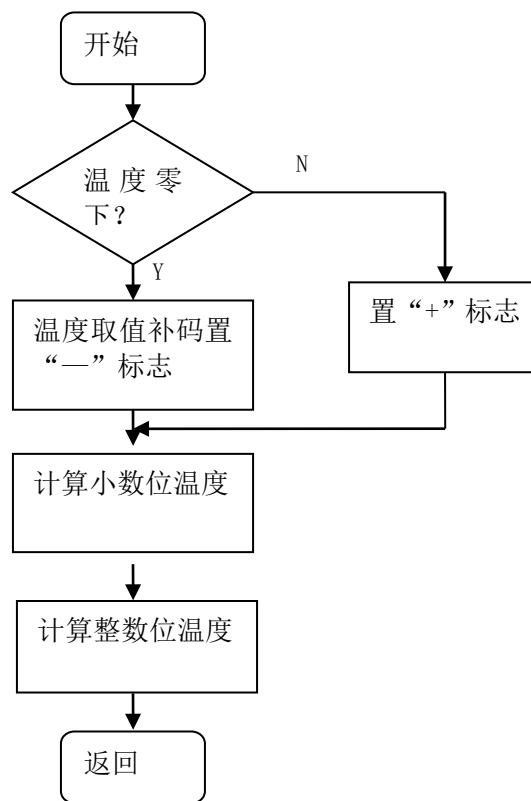 开始
温度零
下?
N
Y
温度取值补码置
“—”标志
置“+”标志
计算小数位温度
计算整数位温度
返回